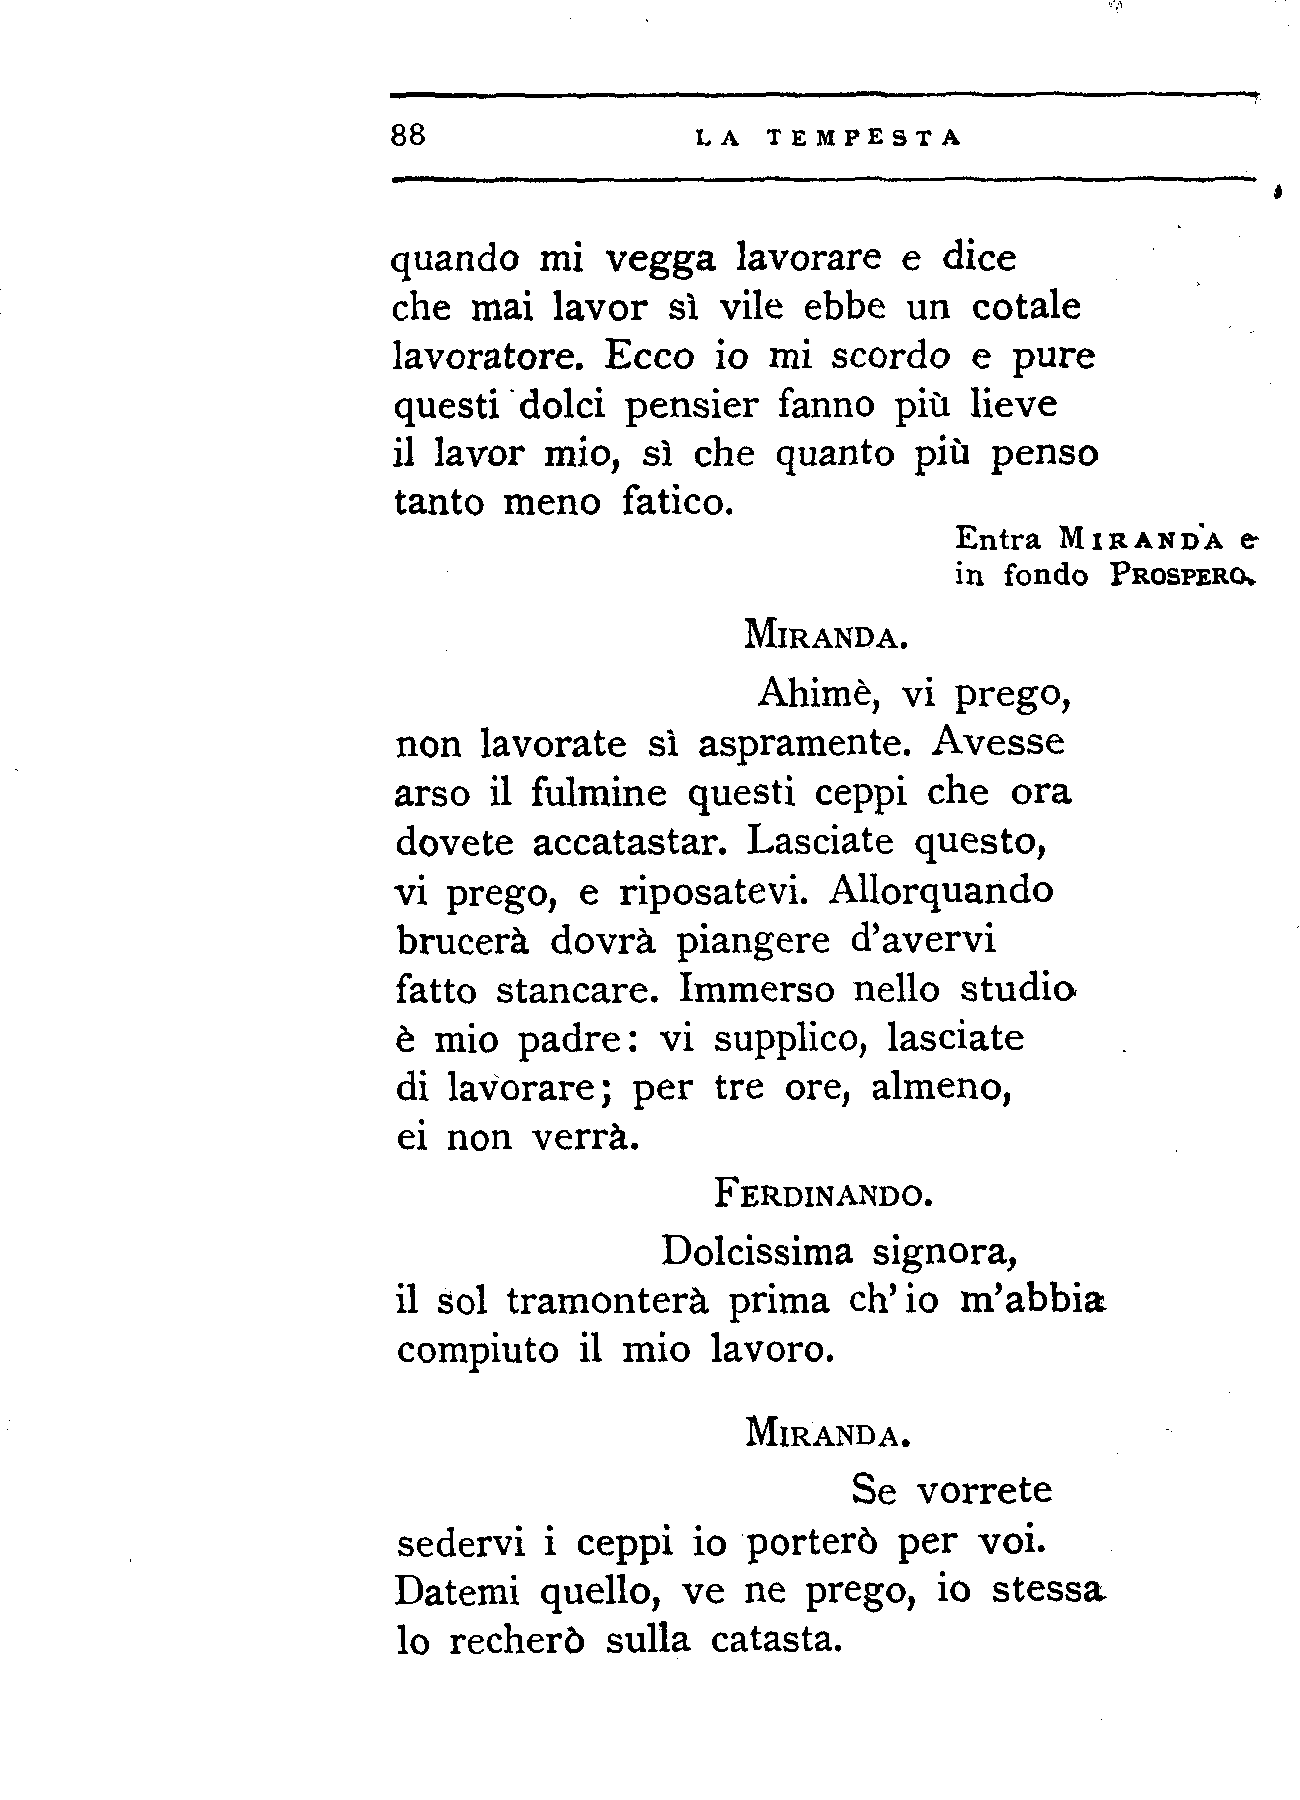 88 LA TEMPESTA
quando mi vegga lavorare e dice
che mai lavor sì vile ebbe un cotale
lavoratore. Ecco io mi scordo e pure
questi dolci pensier fanno più lieve
il lavor mio, sì che quanto più penso
tanto meno fatico.
Entra MIRANDA e
in fondo PROSPERO.
MIRANDA.
Ahimè, vi prego,
non lavorate sì aspramente. Avesse
arso il fulmine questi ceppi che ora
dovete accatastar. Lasciate questo,
vi prego, e riposatevi. Allorquando
brucerà dovrà piangere d'avervi
fatto stancare. Immerso nello studio
è mio padre: vi supplico, lasciate
di lavorare; per tre ore, almeno,
ei non verrà.
FERDINANDO.
Dolcissima signora,
il sol tramonterà prima ch' io m'abbia
compiuto il mio lavoro.
MIRANDA.
Se vorrete
sedervi i ceppi io porterò per voi.
Datemi quello, ve ne prego, io stessa
lo recherò sulla catasta.